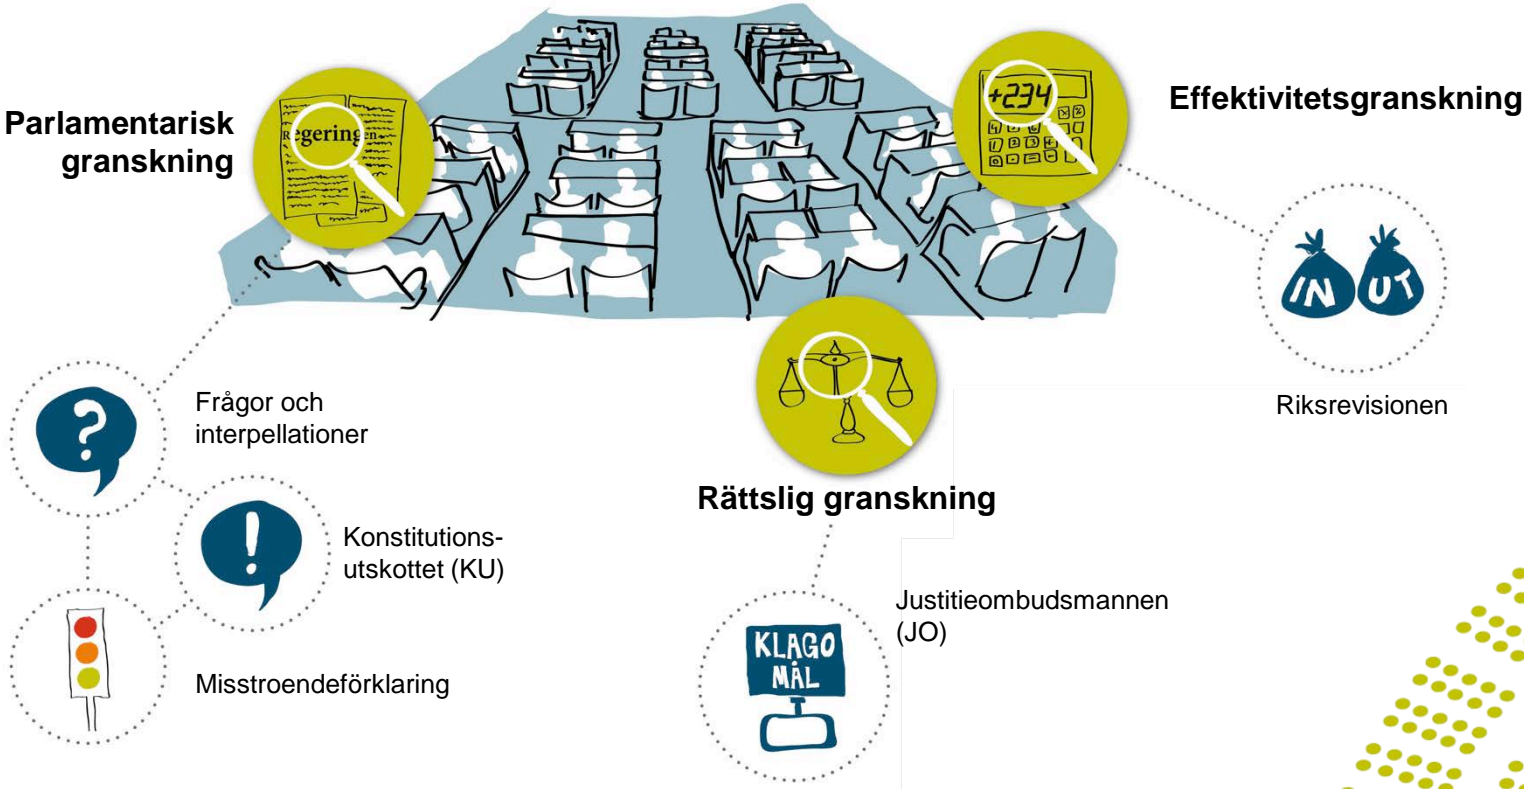 Parlamentarisk
granskning
Regeringen
+234
Effektivitetsgranskning
IN UT
Riksrevisionen
Frågor och
interpellationer
Konstitutions-
utskottet (KU)
Misstroendeförklaring
Rättslig granskning
KLAGO
MÅL
Justitieombudsmannen
(JO)